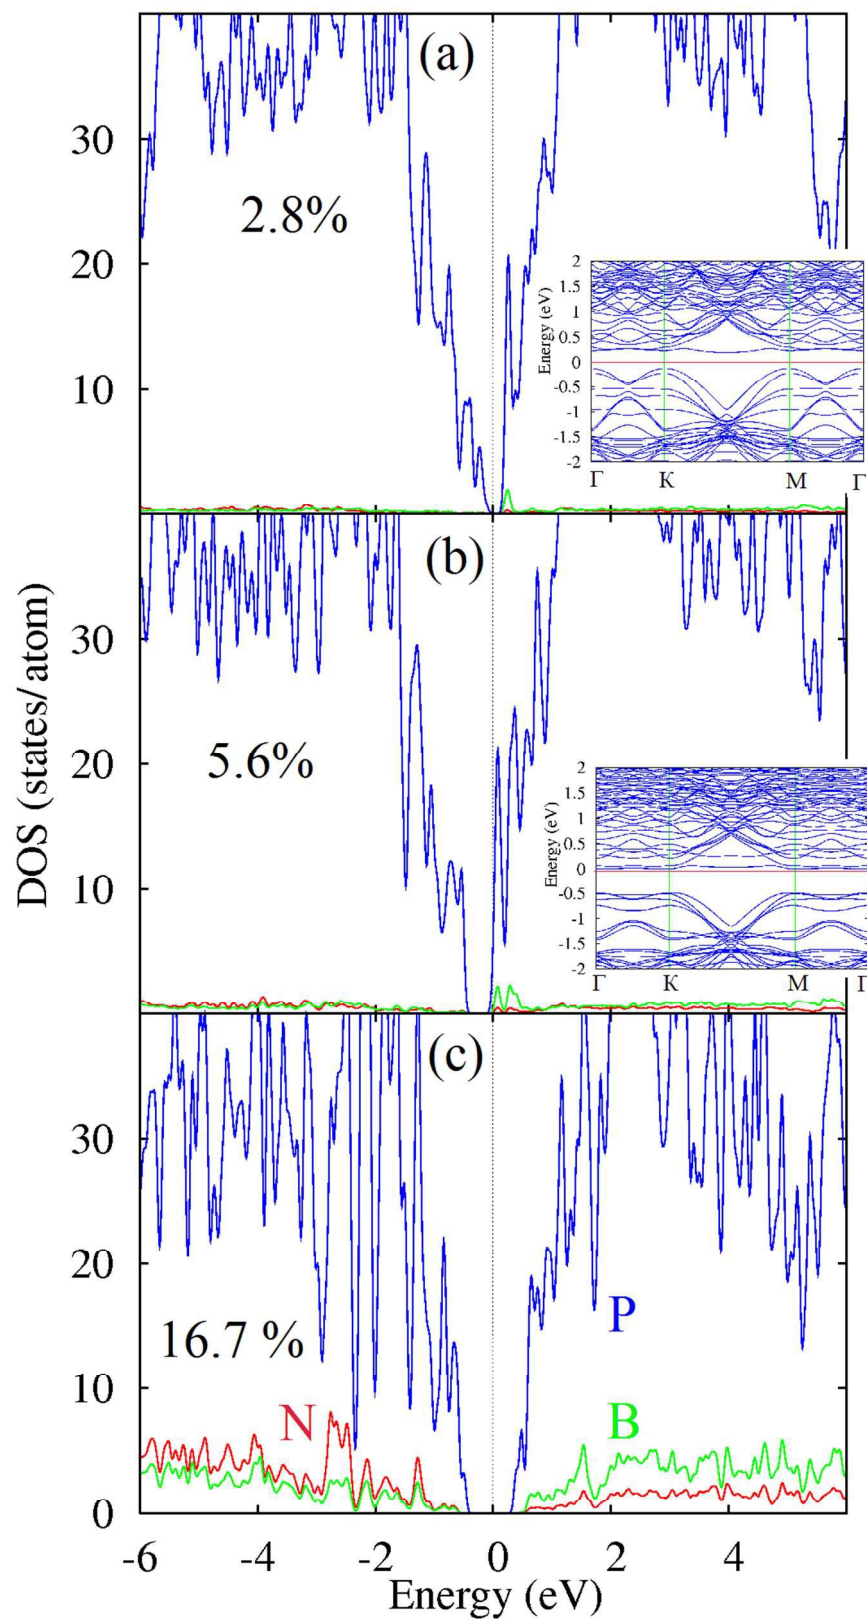 (a)
30
2.8%
20
10
2
1.5
1
0.5
0
-0.5
-1
-1.5
-2
Energy (eV)
Γ K M Γ
(b)
30
5.6%
20
10
2
1.5
1
0.5
0
-0.5
-1
-1.5
-2
Energy (eV)
Γ K M Γ
DOS (states/atom)
(c)
30
20
P
16.7 %
10
N B
0
-6 -4 -2 0 2 4
Energy (eV)